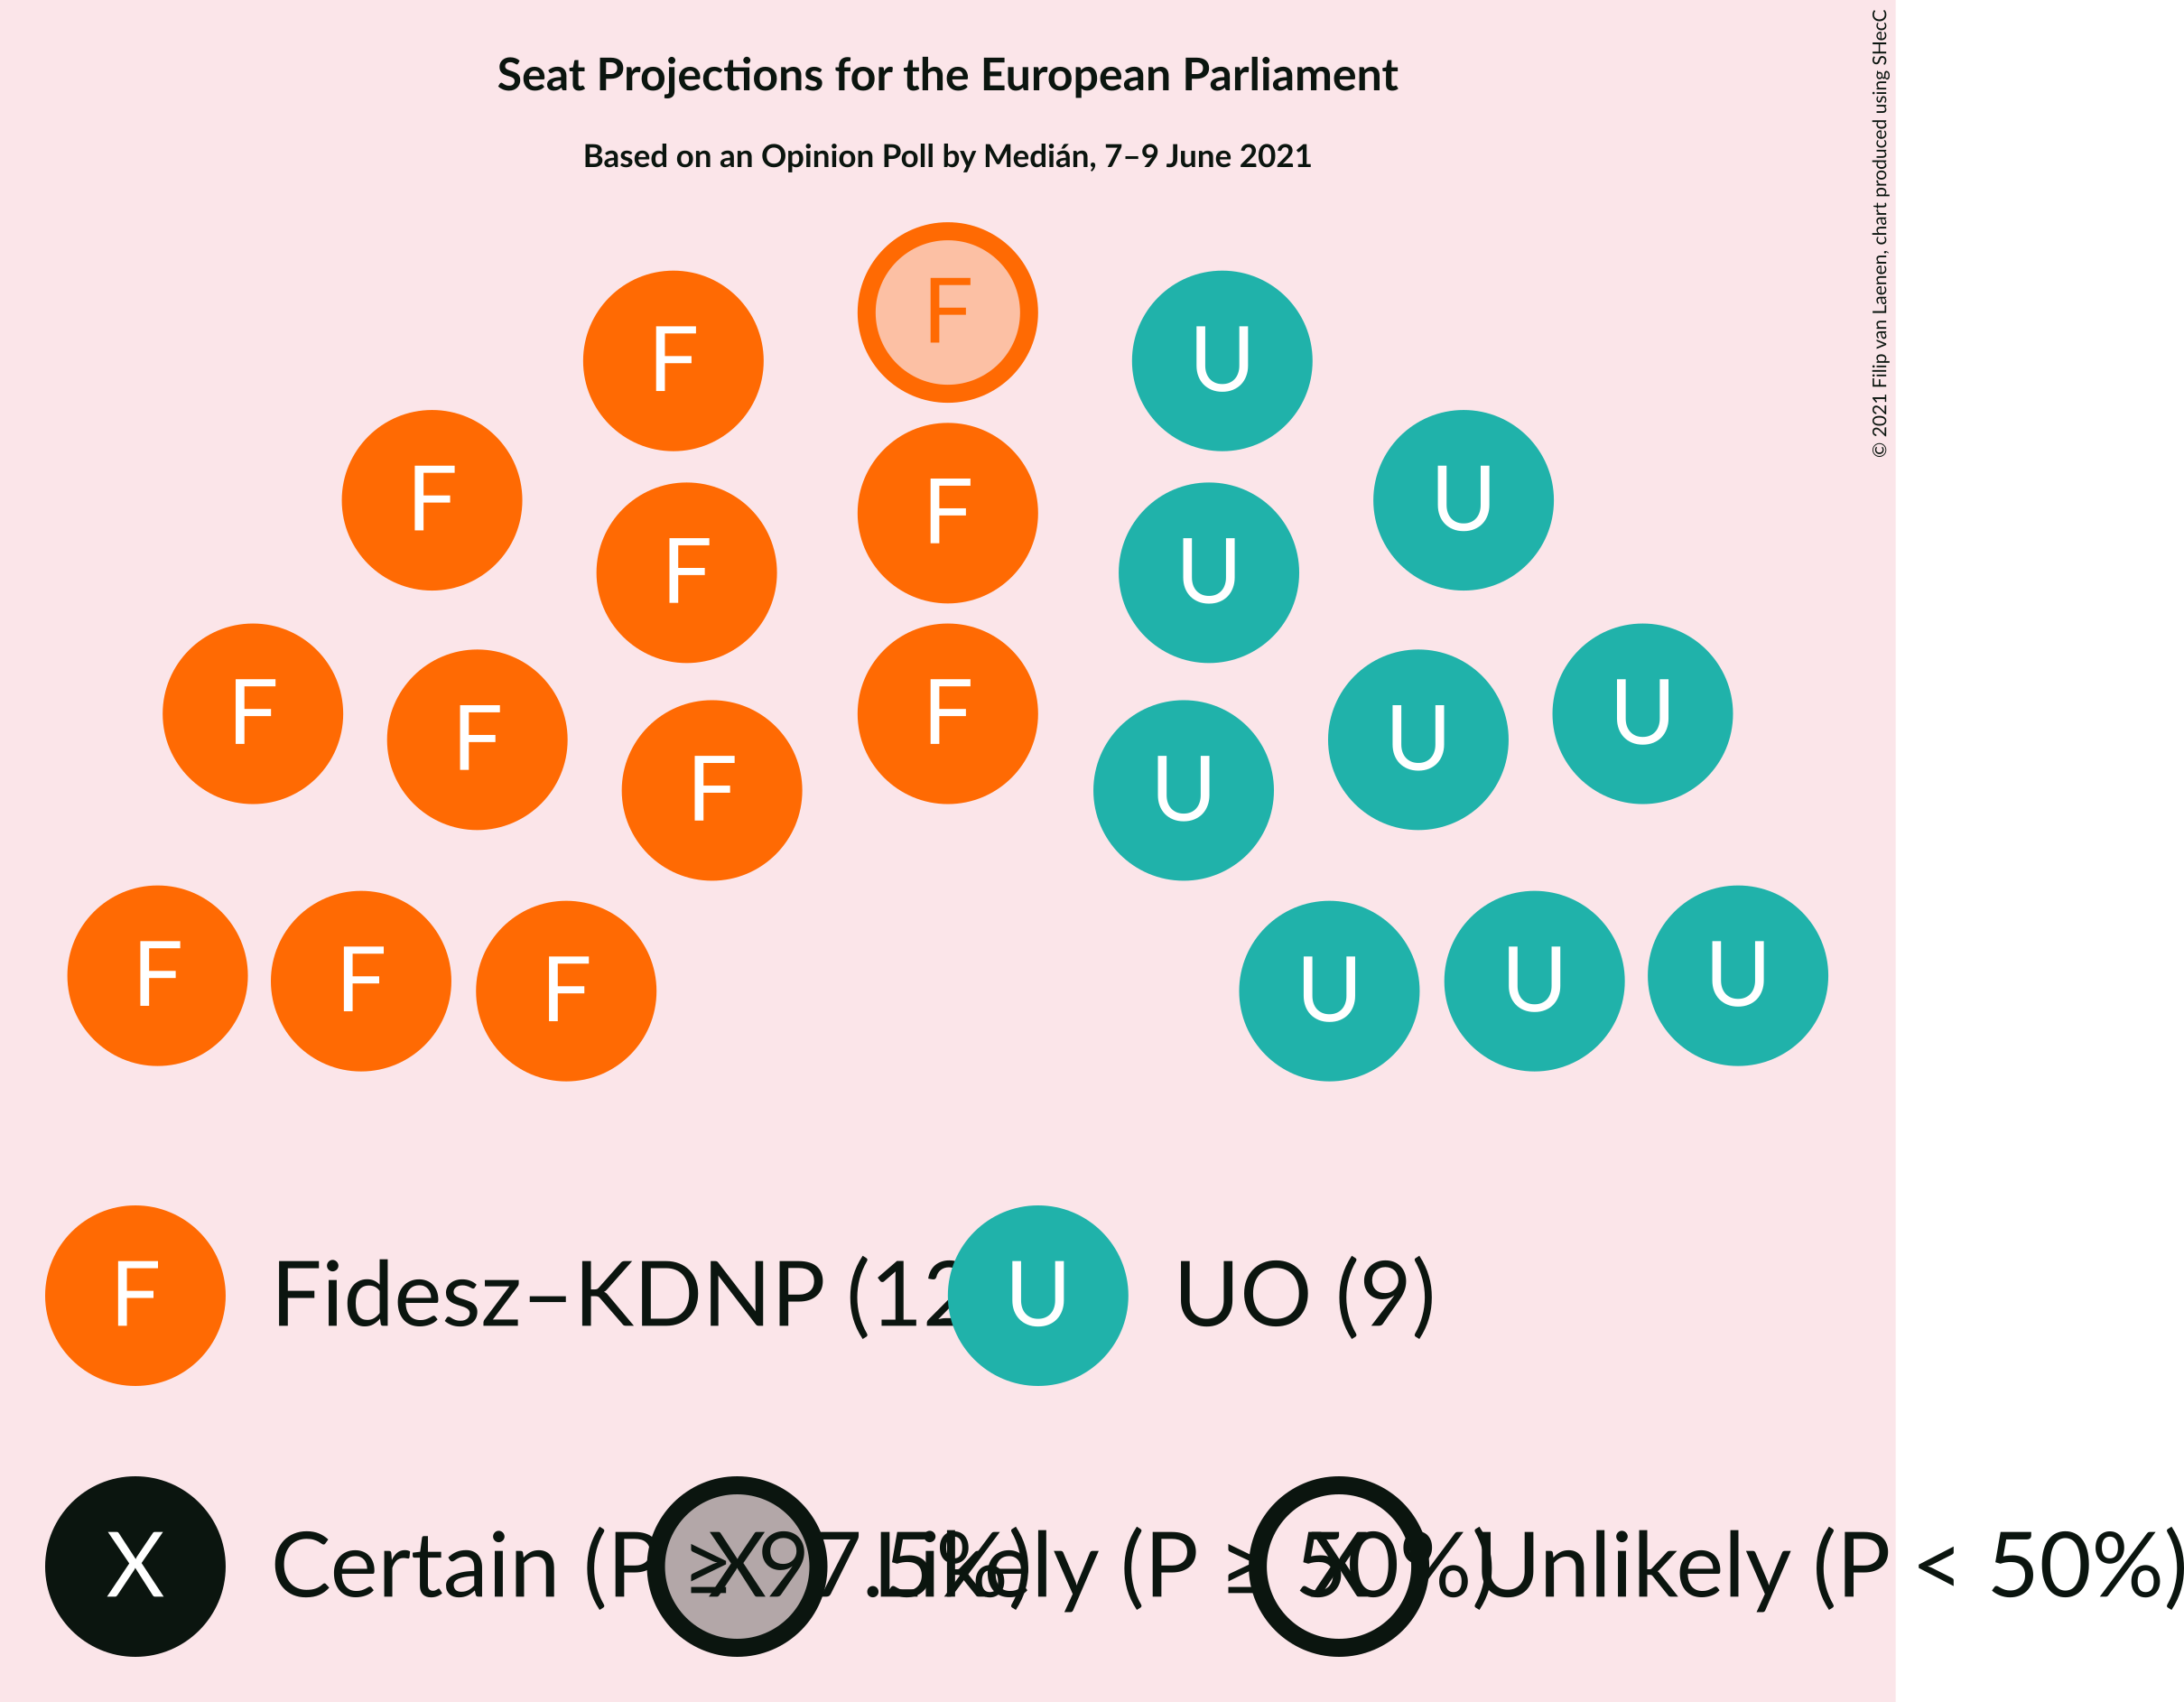 Seat Projections for the European Parliament
Based on an Opinion Poll by Medián, 7–9 June 2021
© 2021 Filip van Laenen, chart produced using SHecC
F
F U
F F U
F U
F F U
F U
F U
F F F U U U
F Fidesz–KDNP (12 U UO (9)
X Certain (P ≥ 97.5%) X Likely (P ≥ 50%) X Unlikely (P < 50%)